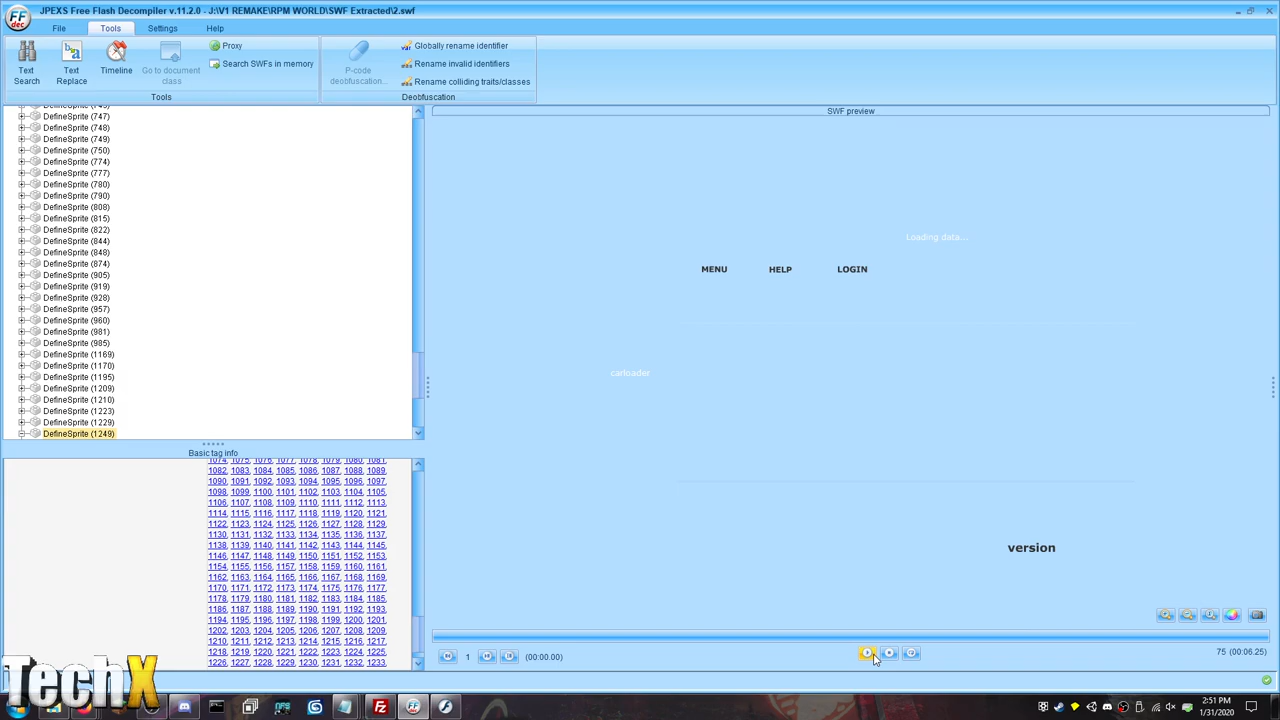 FF
dec
JPEXS Free Flash Decompiler v.11.2.0 - J:\V1 REMAKE\RPM WORLD\SWF Extracted\2.swf
File Tools Settings Help
Text Search
Text Replace
Timeline
Go to document class
Proxy
Search SWFs in memory
Tools
P-code deobfuscation...
Globally rename identifier
Rename invalid identifiers
Rename colliding traits/classes
Deobfuscation
DefineSprite (747)
DefineSprite (748)
DefineSprite (749)
DefineSprite (750)
DefineSprite (774)
DefineSprite (777)
DefineSprite (780)
DefineSprite (790)
DefineSprite (808)
DefineSprite (815)
DefineSprite (822)
DefineSprite (844)
DefineSprite (848)
DefineSprite (874)
DefineSprite (905)
DefineSprite (919)
DefineSprite (928)
DefineSprite (957)
DefineSprite (960)
DefineSprite (981)
DefineSprite (985)
DefineSprite (1169)
DefineSprite (1170)
DefineSprite (1195)
DefineSprite (1209)
DefineSprite (1210)
DefineSprite (1223)
DefineSprite (1229)
DefineSprite (1249)
Basic tag info
1074, 1075, 1076, 1077, 1078, 1079, 1080, 1081,
1082, 1083, 1084, 1085, 1086, 1087, 1088, 1089,
1090, 1091, 1092, 1093, 1094, 1095, 1096, 1097,
1098, 1099, 1100, 1101, 1102, 1103, 1104, 1105,
1106, 1107, 1108, 1109, 1110, 1111, 1112, 1113,
1114, 1115, 1116, 1117, 1118, 1119, 1120, 1121,
1122, 1123, 1124, 1125, 1126, 1127, 1128, 1129,
1130, 1131, 1132, 1133, 1134, 1135, 1136, 1137,
1138, 1139, 1140, 1141, 1142, 1143, 1144, 1145,
1146, 1147, 1148, 1149, 1150, 1151, 1152, 1153,
1154, 1155, 1156, 1157, 1158, 1159, 1160, 1161,
1162, 1163, 1164, 1165, 1166, 1167, 1168, 1169,
1170, 1171, 1172, 1173, 1174, 1175, 1176, 1177,
1178, 1179, 1180, 1181, 1182, 1183, 1184, 1185,
1186, 1187, 1188, 1189, 1190, 1191, 1192, 1193,
1194, 1195, 1196, 1197, 1198, 1199, 1200, 1201,
1202, 1203, 1204, 1205, 1206, 1207, 1208, 1209,
1210, 1211, 1212, 1213, 1214, 1215, 1216, 1217,
1218, 1219, 1220, 1221, 1222, 1223, 1224, 1225,
1226, 1227, 1228, 1229, 1230, 1231, 1232, 1233,
SWF preview
Loading data...
MENU HELP LOGIN
carloader
version
1 (00:00.00)
75 (00:06.25)
TechX
2:51 PM
1/31/2020